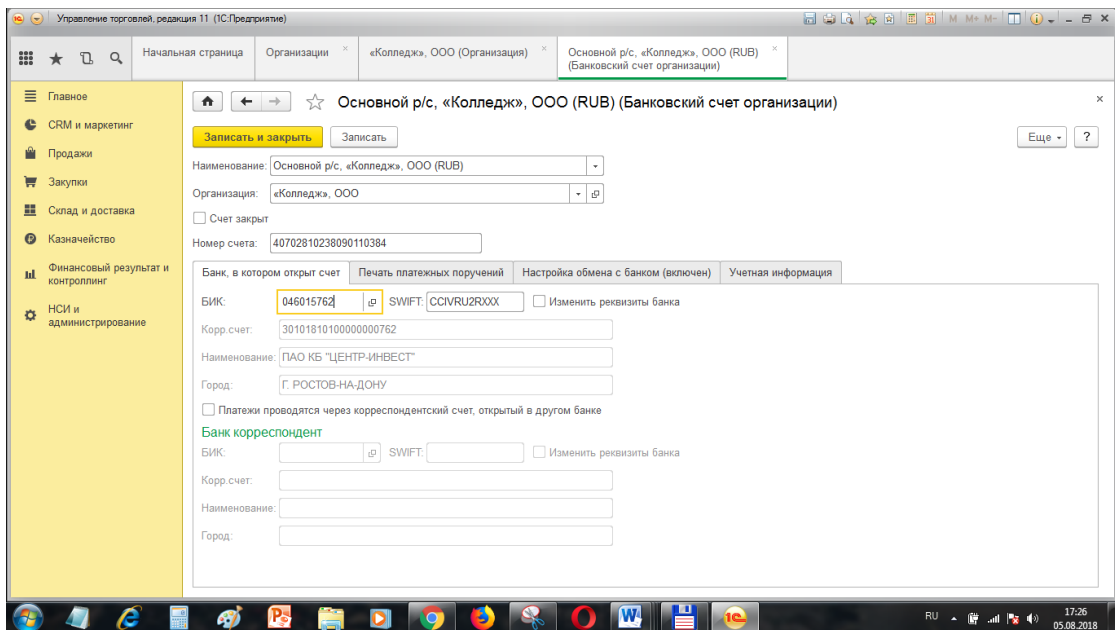 Управление торговлей, редакция 11 (1С:Предприятие)
M M+ M-
Начальная страница
Организации
«Колледж», ООО (Организация)
Основной р/с, «Колледж», ООО (RUB)
(Банковский счет организации)
Главное
CRM и маркетинг
Продажи
Закупки
Склад и доставка
Казначейство
Финансовый результат и
контроллинг
НСИ и
администрирование
Основной р/с, «Колледж», ООО (RUB) (Банковский счет организации)
Записать и закрыть
Записать
Еще
?
Наименование: Основной р/с, «Колледж», ООО (RUB)
Организация: «Колледж», ООО
Счет закрыт
Номер счета: 40702810238090110384
Банк, в котором открыт счет
Печать платежных поручений
Настройка обмена с банком (включен)
Учетная информация
БИК: 046015762 SWIFT: CCIVRU2RXXX Изменить реквизиты банка
Корр.счет: 30101810100000000762
Наименование: ПАО КБ "ЦЕНТР-ИНВЕСТ"
Город: Г. РОСТОВ-НА-ДОНУ
Платежи проводятся через корреспондентский счет, открытый в другом банке
Банк корреспондент
БИК: SWIFT: Изменить реквизиты банка
Корр.счет:
Наименование:
Город:
RU
17:26
05.08.2018